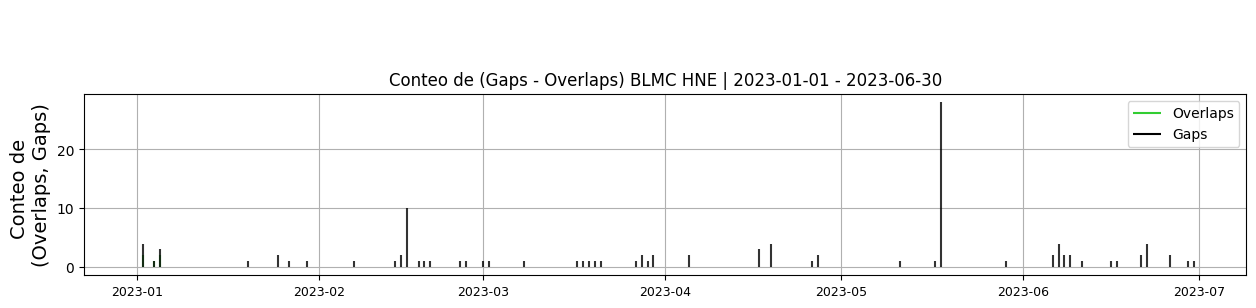 Conteo de (Gaps - Overlaps) BLMC HNE | 2023-01-01 - 2023-06-30
Conteo de
(Overlaps, Gaps)
20
10
0
Overlaps
Gaps
2023-01
2023-02
2023-03
2023-04
2023-05
2023-06
2023-07